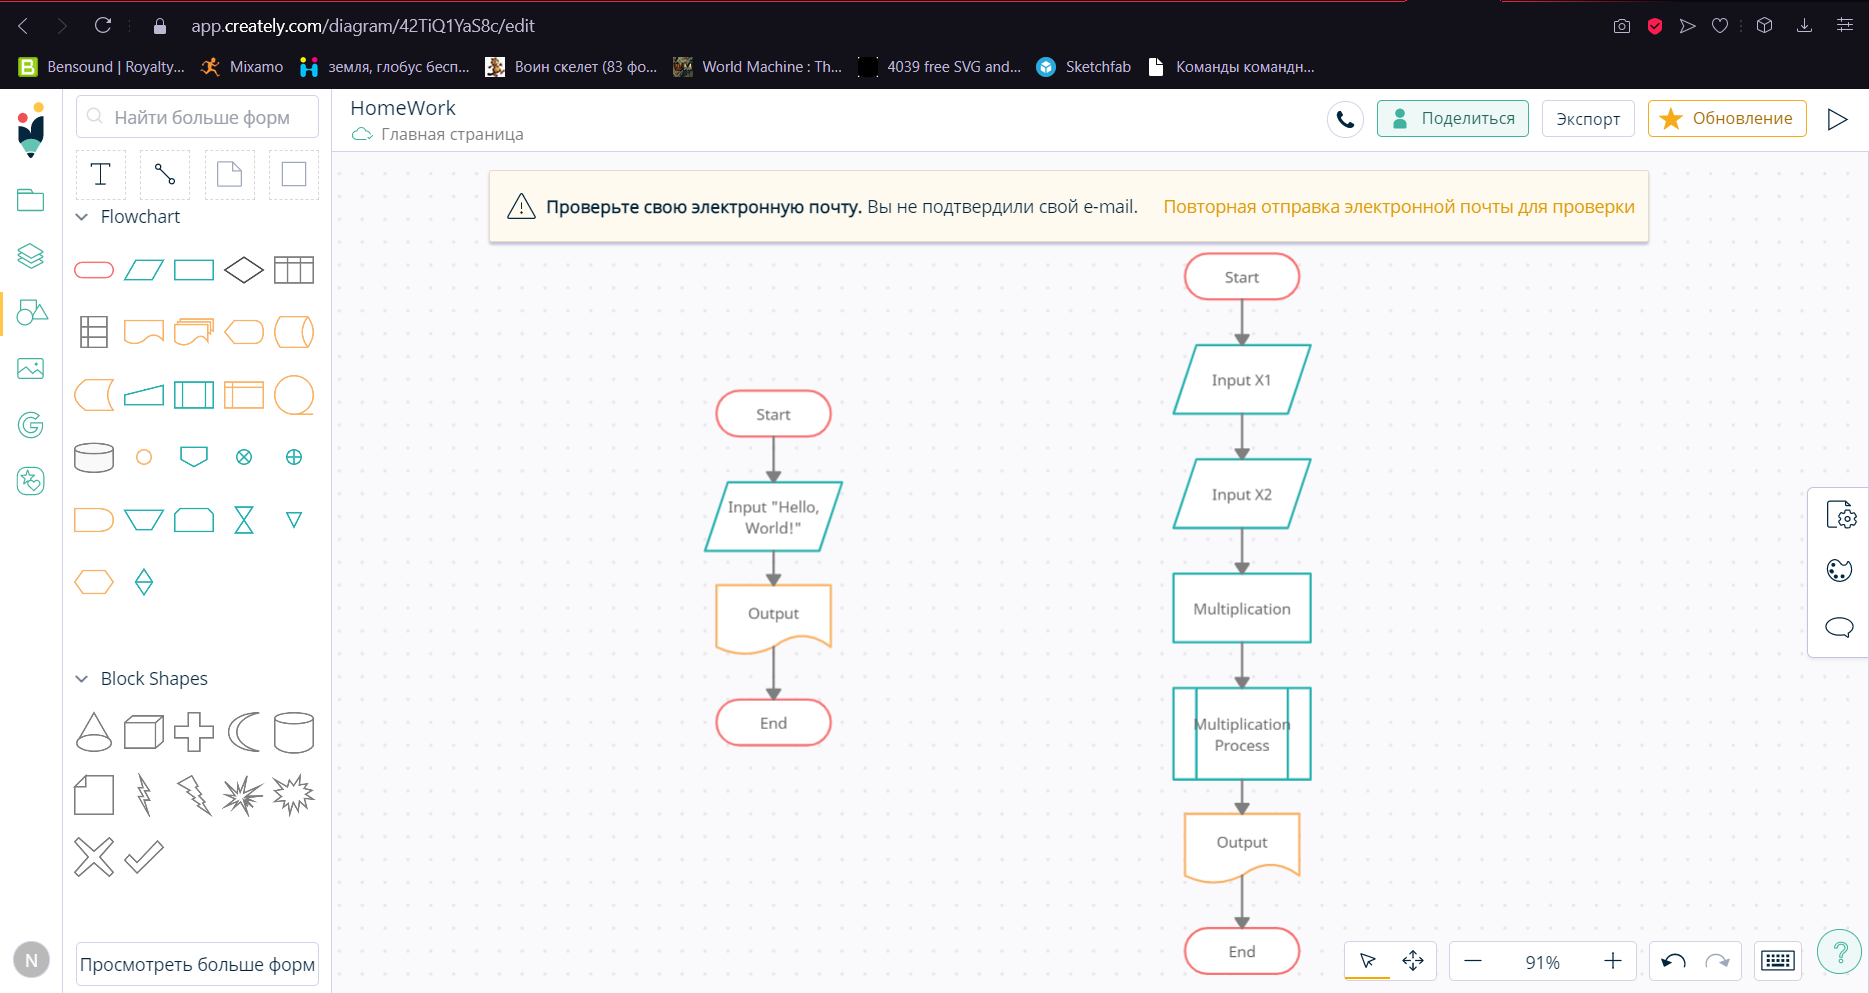 app.creately.com/diagram/42TiQ1YaS8c/edit
Bensound | Royalty... Mixamo земля, глобус бесп... Воин скелет (83 фо... World Machine : Th... 4039 free SVG and... Sketchfab Команды командн...
Найти больше форм
HomeWork
Главная страница
Поделиться Экспорт Обновление
T
Flowchart
Проверьте свою электронную почту. Вы не подтвердили свой e-mail. Повторная отправка электронной почты для проверки
Start
Input "Hello,
World!"
Output
End
Start
Input X1
Input X2
Multiplication
Multiplication
Process
Output
End
Block Shapes
Просмотреть больше форм
N
91%
?